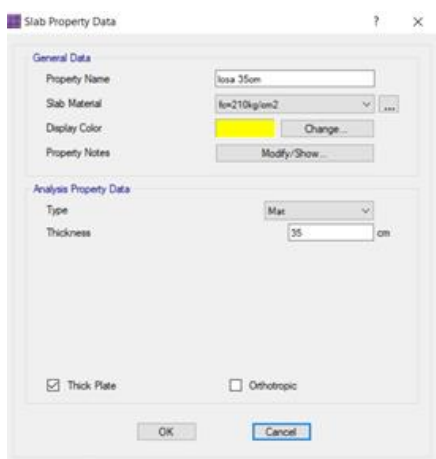 Slab Property Data ? ×
General Data
Property Name losa 35cm
Slab Material fc=210kg/cm2 ...
Display Color Change...
Property Notes Modify/Show...
Analysis Property Data
Type Mat
Thickness 35 cm
Thick Plate Orthotropic
OK Cancel